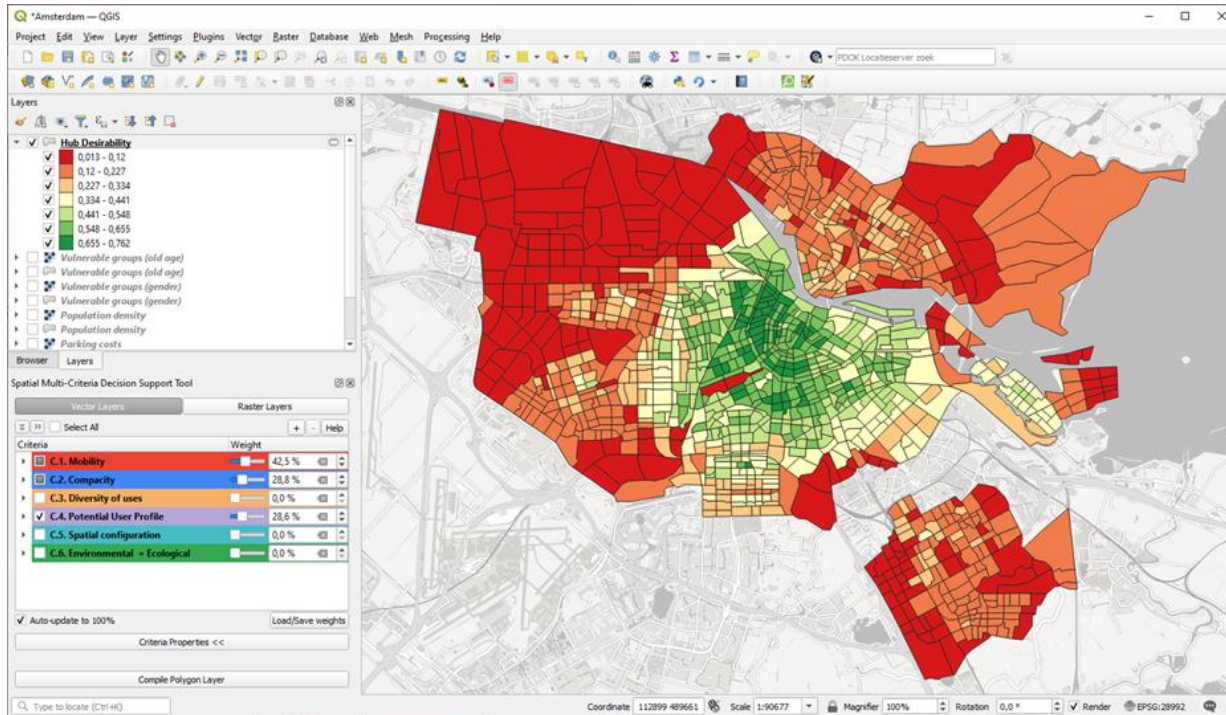 *Amsterdam — QGIS
Project Edit View Layer Settings Plugins Vector Raster Database Web Mesh Processing Help
PDOK Locatieserver zoek
Layers
Hub Desirability
0,013 - 0,12
0,12 - 0,227
0,227 - 0,334
0,334 - 0,441
0,441 - 0,548
0,548 - 0,655
0,655 - 0,762
Vulnerable groups (old age)
Vulnerable groups (old age)
Vulnerable groups (gender)
Vulnerable groups (gender)
Population density
Population density
Parking costs
Browser Layers
Spatial Multi-Criteria Decision Support Tool
Vector Layers Raster Layers
Select All + - Help
Criteria Weight
C.1. Mobility 42,5 %
C.2. Compacity 28,8 %
C.3. Diversity of uses 0,0 %
C.4. Potential User Profile 28,6 %
C.5. Spatial configuration 0,0 %
C.6. Environmental + Ecological 0,0 %
Auto-update to 100% Load/Save weights
Criteria Properties <<
Compile Polygon Layer
Type to locate (Ctrl+K) Coordinate 112899 489661 Scale 1:90677 Magnifier 100% Rotation 0,0 ° Render EPSG:28992